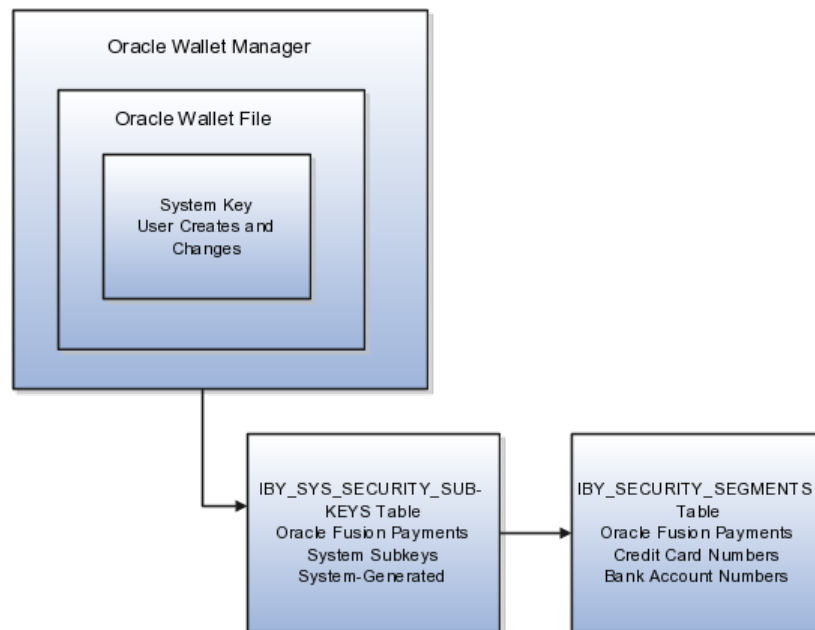 Oracle Wallet Manager
Oracle Wallet File
System Key
User Creates and
Changes
IBY_SYS_SECURITY_SUB-
KEYS Table
Oracle Fusion Payments
System Subkeys
System-Generated
IBY_SECURITY_SEGMENTS
Table
Oracle Fusion Payments
Credit Card Numbers
Bank Account Numbers